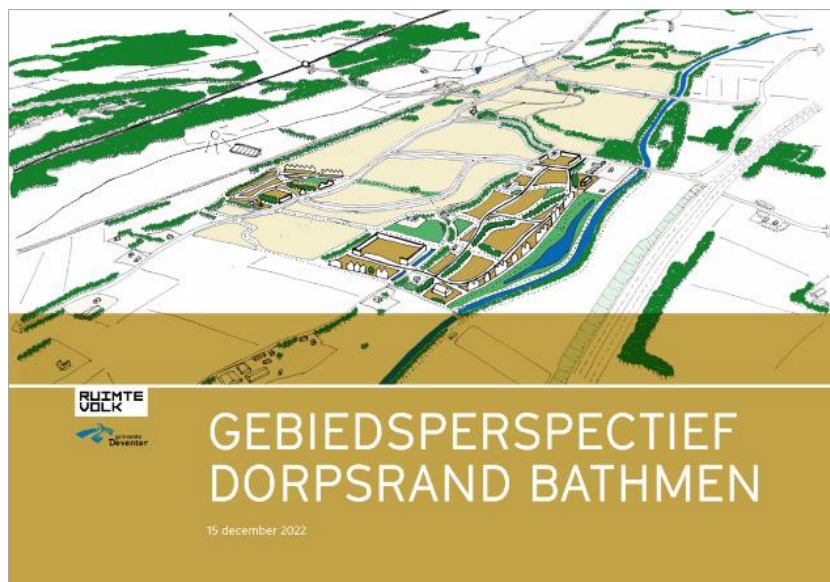 RUIMTE
VOLK
gemeente
Deventer
GEBIEDSPERSPECTIEF
DORPSRAND BATHMEN
15 december 2022